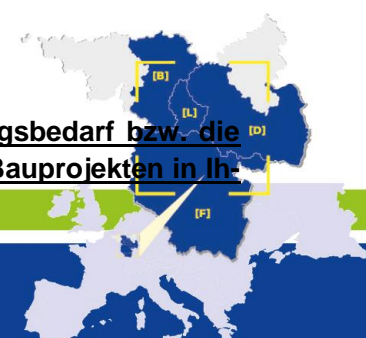 [B]
[L]
gsbedarf bzw. die
[D]
Bauprojekten in Ih-
[F]